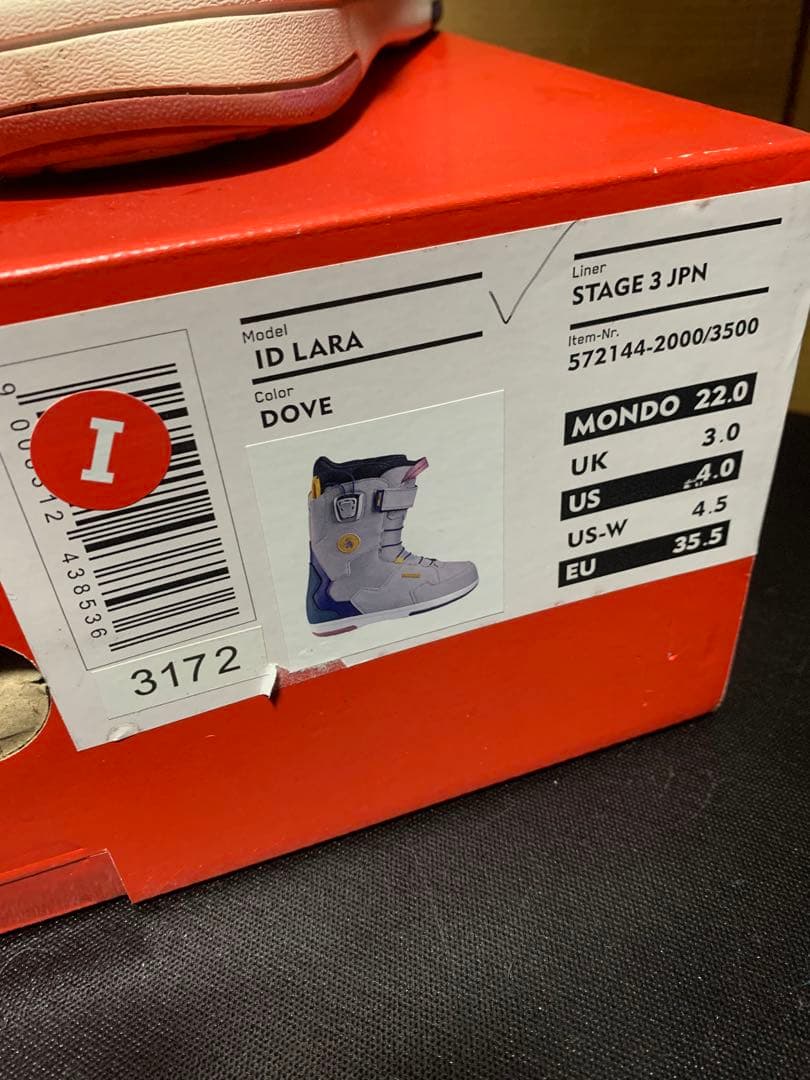 Model
ID LARA
Color
DOVE
Liner
STAGE 3 JPN
Item-Nr.
572144-2000/3500
MONDO 22.0
UK 3.0
US 4.0
US-W 4.5
EU 35.5
I
438536
3172